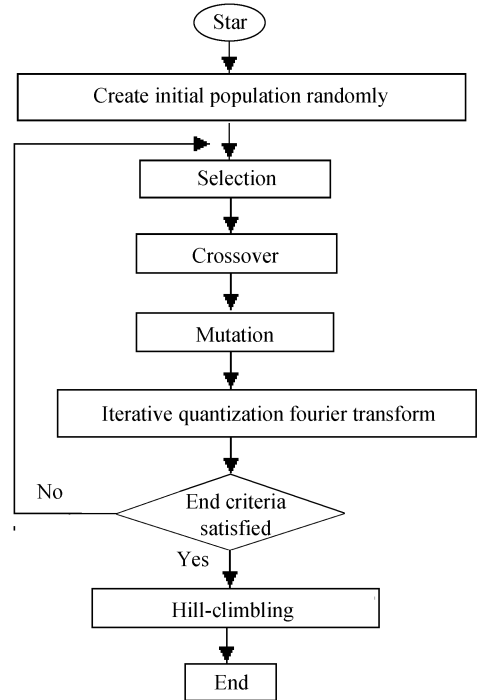 Star
Create initial population randomly
Selection
Crossover
Mutation
Iterative quantization fourier transform
No
End criteria
satisfied
Yes
Hill-climbling
End